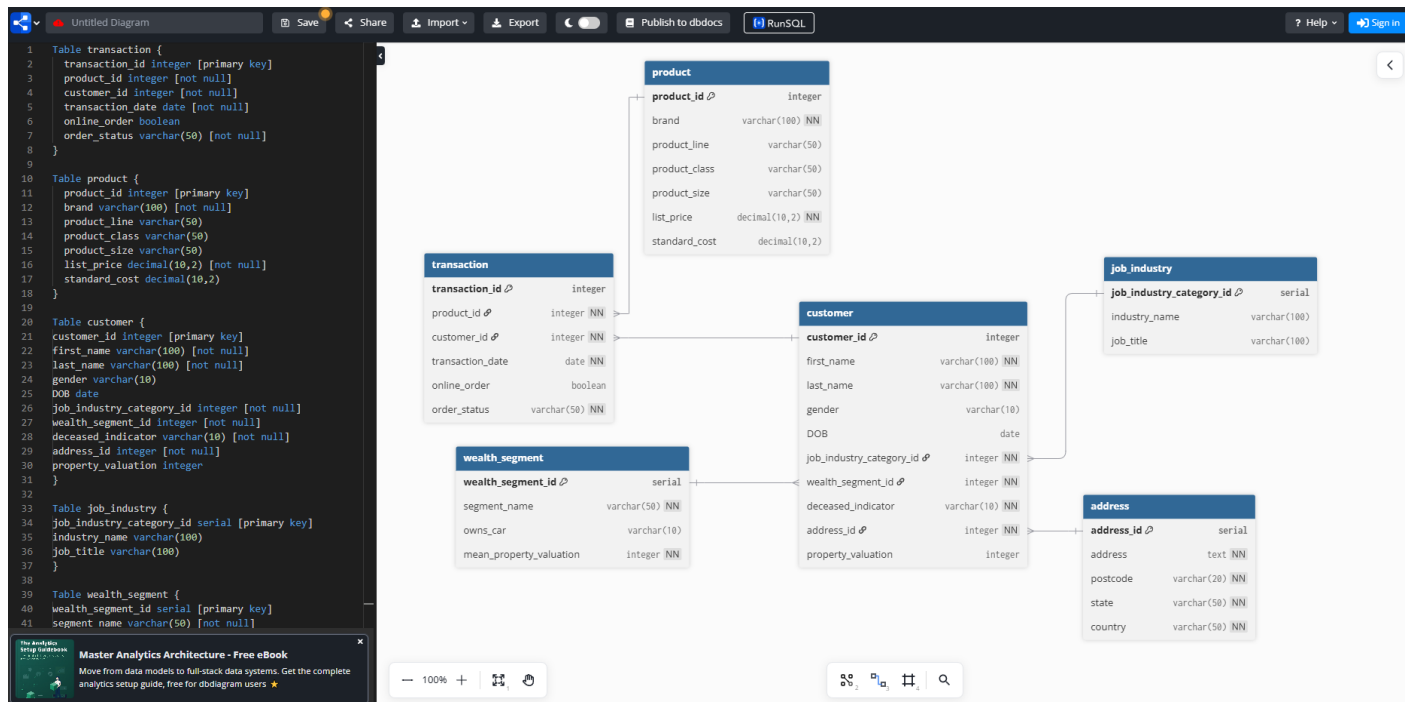 Untitled Diagram
Save
Share
Import
Export
Publish to dbdocs
RunSQL
? Help
Sign in
1 Table transaction {
2 transaction_id integer [primary key]
3 product_id integer [not null]
4 customer_id integer [not null]
5 transaction_date date [not null]
6 online_order boolean
7 order_status varchar(50) [not null]
8 }
9
10 Table product {
11 product_id integer [primary key]
12 brand varchar(100) [not null]
13 product_line varchar(50)
14 product_class varchar(50)
15 product_size varchar(50)
16 list_price decimal(10,2) [not null]
17 standard_cost decimal(10,2)
18 }
19
20 Table customer {
21 customer_id integer [primary key]
22 first_name varchar(100) [not null]
23 last_name varchar(100) [not null]
24 gender varchar(10)
25 DOB date
26 job_industry_category_id integer [not null]
27 wealth_segment_id integer [not null]
28 deceased_indicator varchar(10) [not null]
29 address_id integer [not null]
30 property_valuation integer
31 }
32
33 Table job_industry {
34 job_industry_category_id serial [primary key]
35 industry_name varchar(100)
36 job_title varchar(100)
37 }
38
39 Table wealth_segment {
40 wealth_segment_id serial [primary key]
41 segment_name varchar(50) [not null]
The Analytics
Setup Guidebook
Master Analytics Architecture - Free eBook
Move from data models to full-stack data systems. Get the complete
analytics setup guide, free for dbdiagram users
product
product_id integer
brand varchar(100) NN
product_line varchar(50)
product_class varchar(50)
product_size varchar(50)
list_price decimal(10,2) NN
standard_cost decimal(10,2)
transaction
transaction_id integer
product_id integer NN
customer_id integer NN
transaction_date date NN
online_order boolean
order_status varchar(50) NN
wealth_segment
wealth_segment_id serial
segment_name varchar(50) NN
owns_car varchar(10)
mean_property_valuation integer NN
customer
customer_id integer
first_name varchar(100) NN
last_name varchar(100) NN
gender varchar(10)
DOB date
job_industry_category_id integer NN
wealth_segment_id integer NN
deceased_indicator varchar(10) NN
address_id integer NN
property_valuation integer
job_industry
job_industry_category_id serial
industry_name varchar(100)
job_title varchar(100)
address
address_id serial
address text NN
postcode varchar(20) NN
state varchar(50) NN
country varchar(50) NN
100%
1
2
3
4